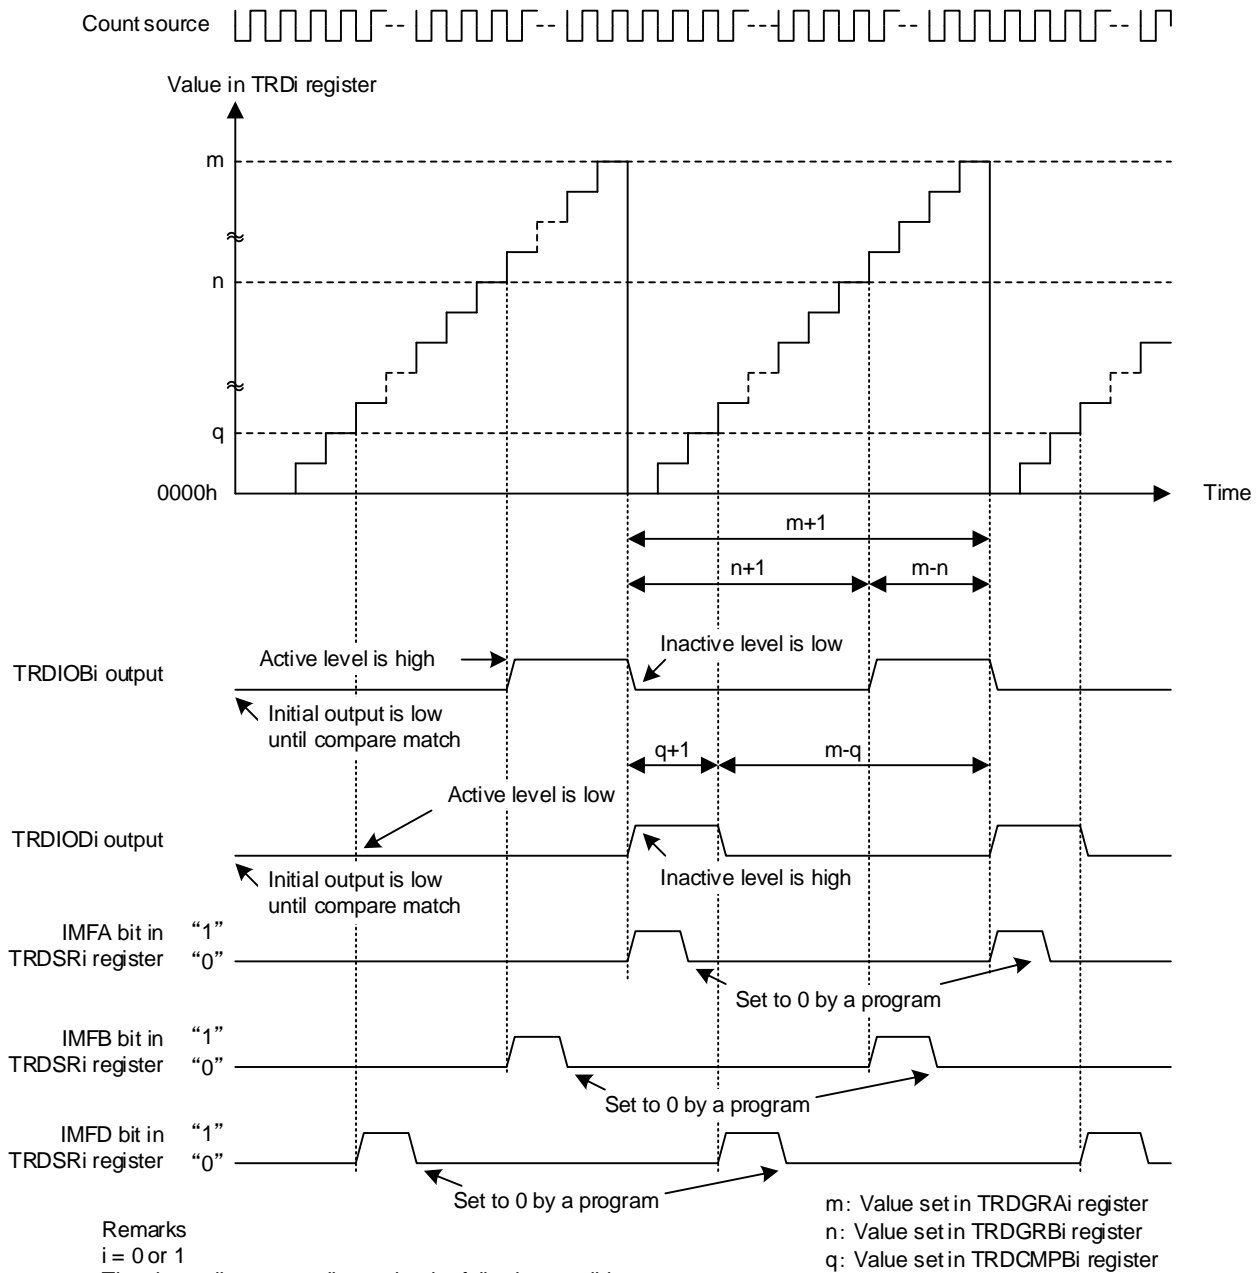 Count source
Value in TRDi register
m
n
q
0000h
Time
m+1
n+1
m-n
Active level is high
Inactive level is low
TRDIOBi output
Initial output is low
until compare match
q+1
m-q
Active level is low
TRDIODi output
Initial output is low
until compare match
Inactive level is high
IMFA bit in “1”
TRDSRi register “0”
Set to 0 by a program
IMFB bit in “1”
TRDSRi register “0”
Set to 0 by a program
IMFD bit in “1”
TRDSRi register “0”
Set to 0 by a program
m: Value set in TRDGRAi register
n: Value set in TRDGRBi register
q: Value set in TRDCMPBi register
Remarks
i = 0 or 1